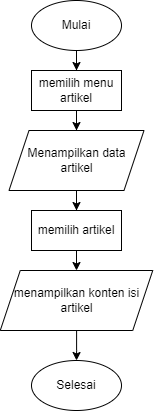 Mulai
memilih menu
artikel
Menampilkan data
artikel
memilih artikel
menampilkan konten isi
artikel
Selesai